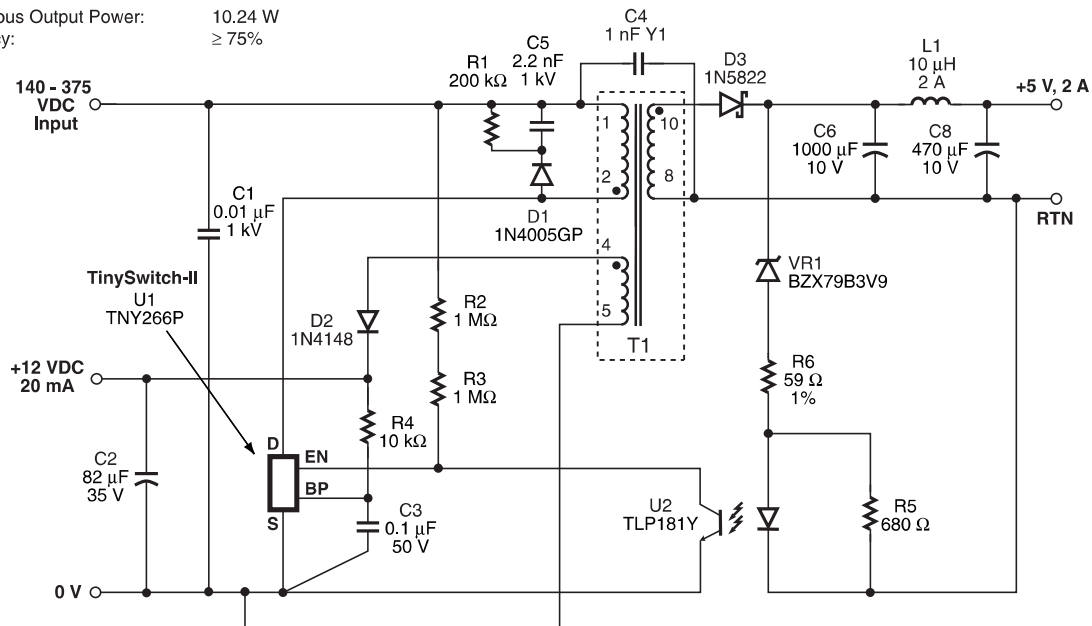 ous Output Power: 10.24 W
cy: ≥ 75%
C4
1 nF Y1
C5
2.2 nF
1 kV
R1
200 kΩ
D3
1N5822
L1
10 µH
2 A
140 - 375
VDC
Input
+5 V, 2 A
1
10
2
8
C6
1000 µF
10 V
C8
470 µF
10 V
C1
0.01 µF
1 kV
D1
1N4005GP
RTN
4
5
T1
VR1
BZX79B3V9
TinySwitch-II
U1
TNY266P
D2
1N4148
R2
1 MΩ
+12 VDC
20 mA
R3
1 MΩ
R6
59 Ω
1%
R4
10 kΩ
D
EN
BP
S
C2
82 µF
35 V
C3
0.1 µF
50 V
U2
TLP181Y
R5
680 Ω
0 V